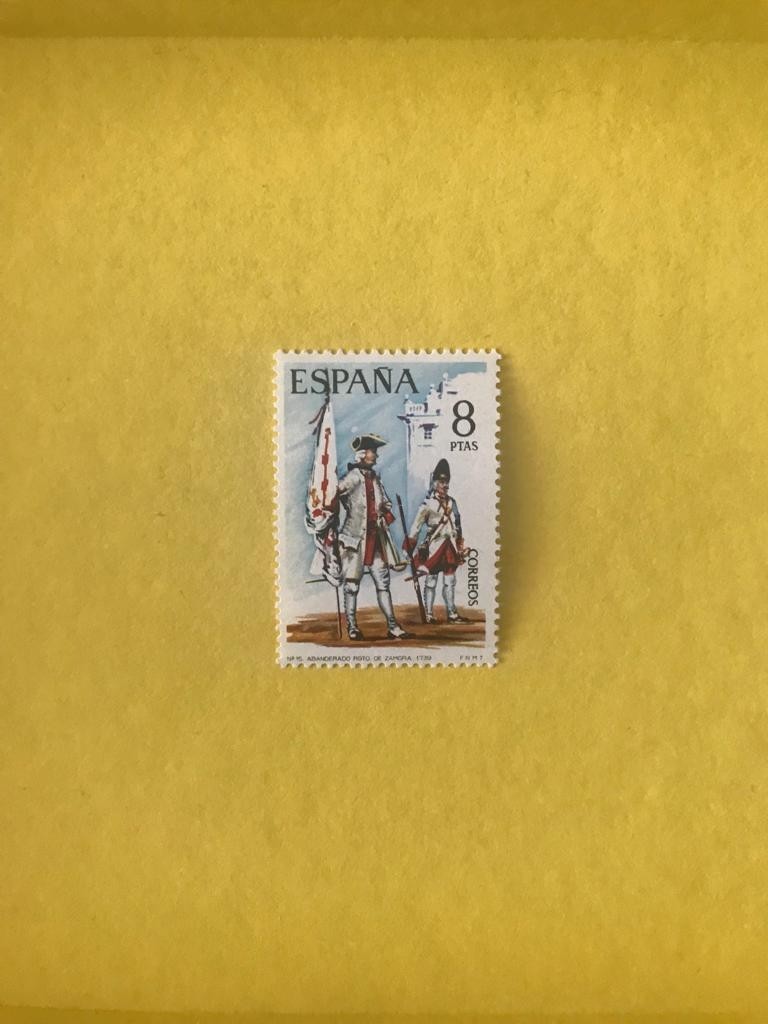 ESPAÑA
8
PTAS
CORREOS
Nº 15. ABANDERADO RGTO. DE ZAMORA. 1739
F N M T